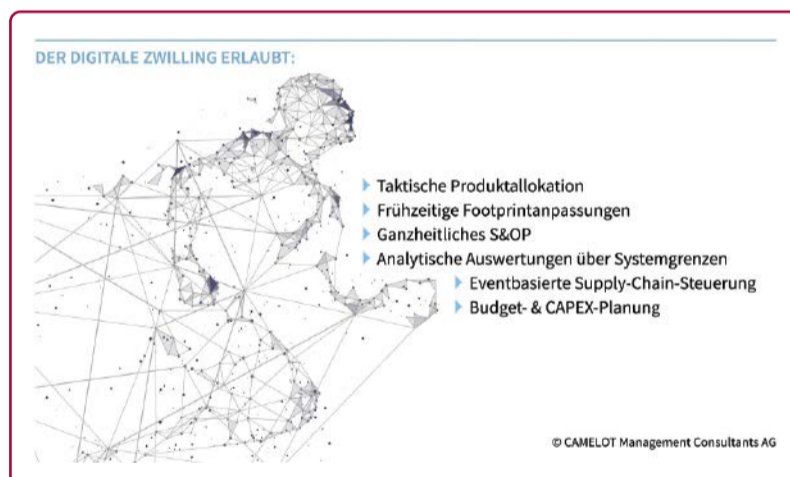 DER DIGITALE ZWILLING ERLAUBT:
Taktische Produktallokation
Frühzeitige Footprintanpassungen
Ganzheitliches S&OP
Analytische Auswertungen über Systemgrenzen
Eventbasierte Supply-Chain-Steuerung
Budget- & CAPEX-Planung
© CAMELOT Management Consultants AG